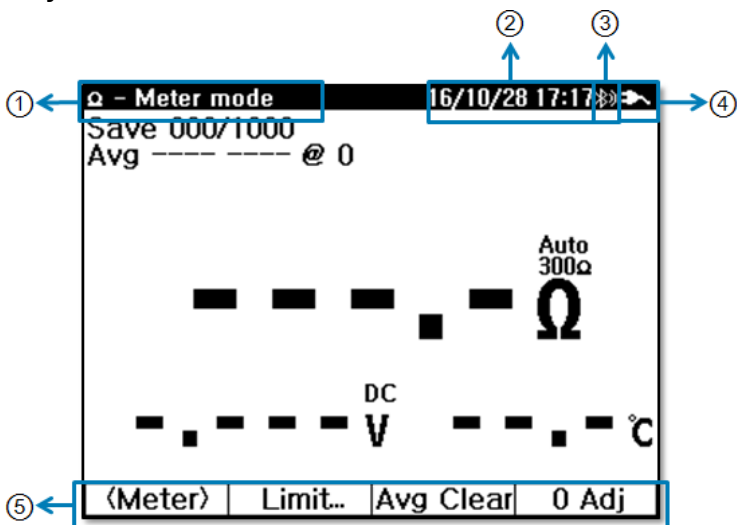 ② ③
① Ω - Meter mode 16/10/28 17:17 ④
Save 000/1000
Avg ---- ---- @ 0
Auto
300Ω
- - - . - Ω
DC
- . - - - V - - . - ℃
⑤ 〈Meter〉 Limit... Avg Clear 0 Adj